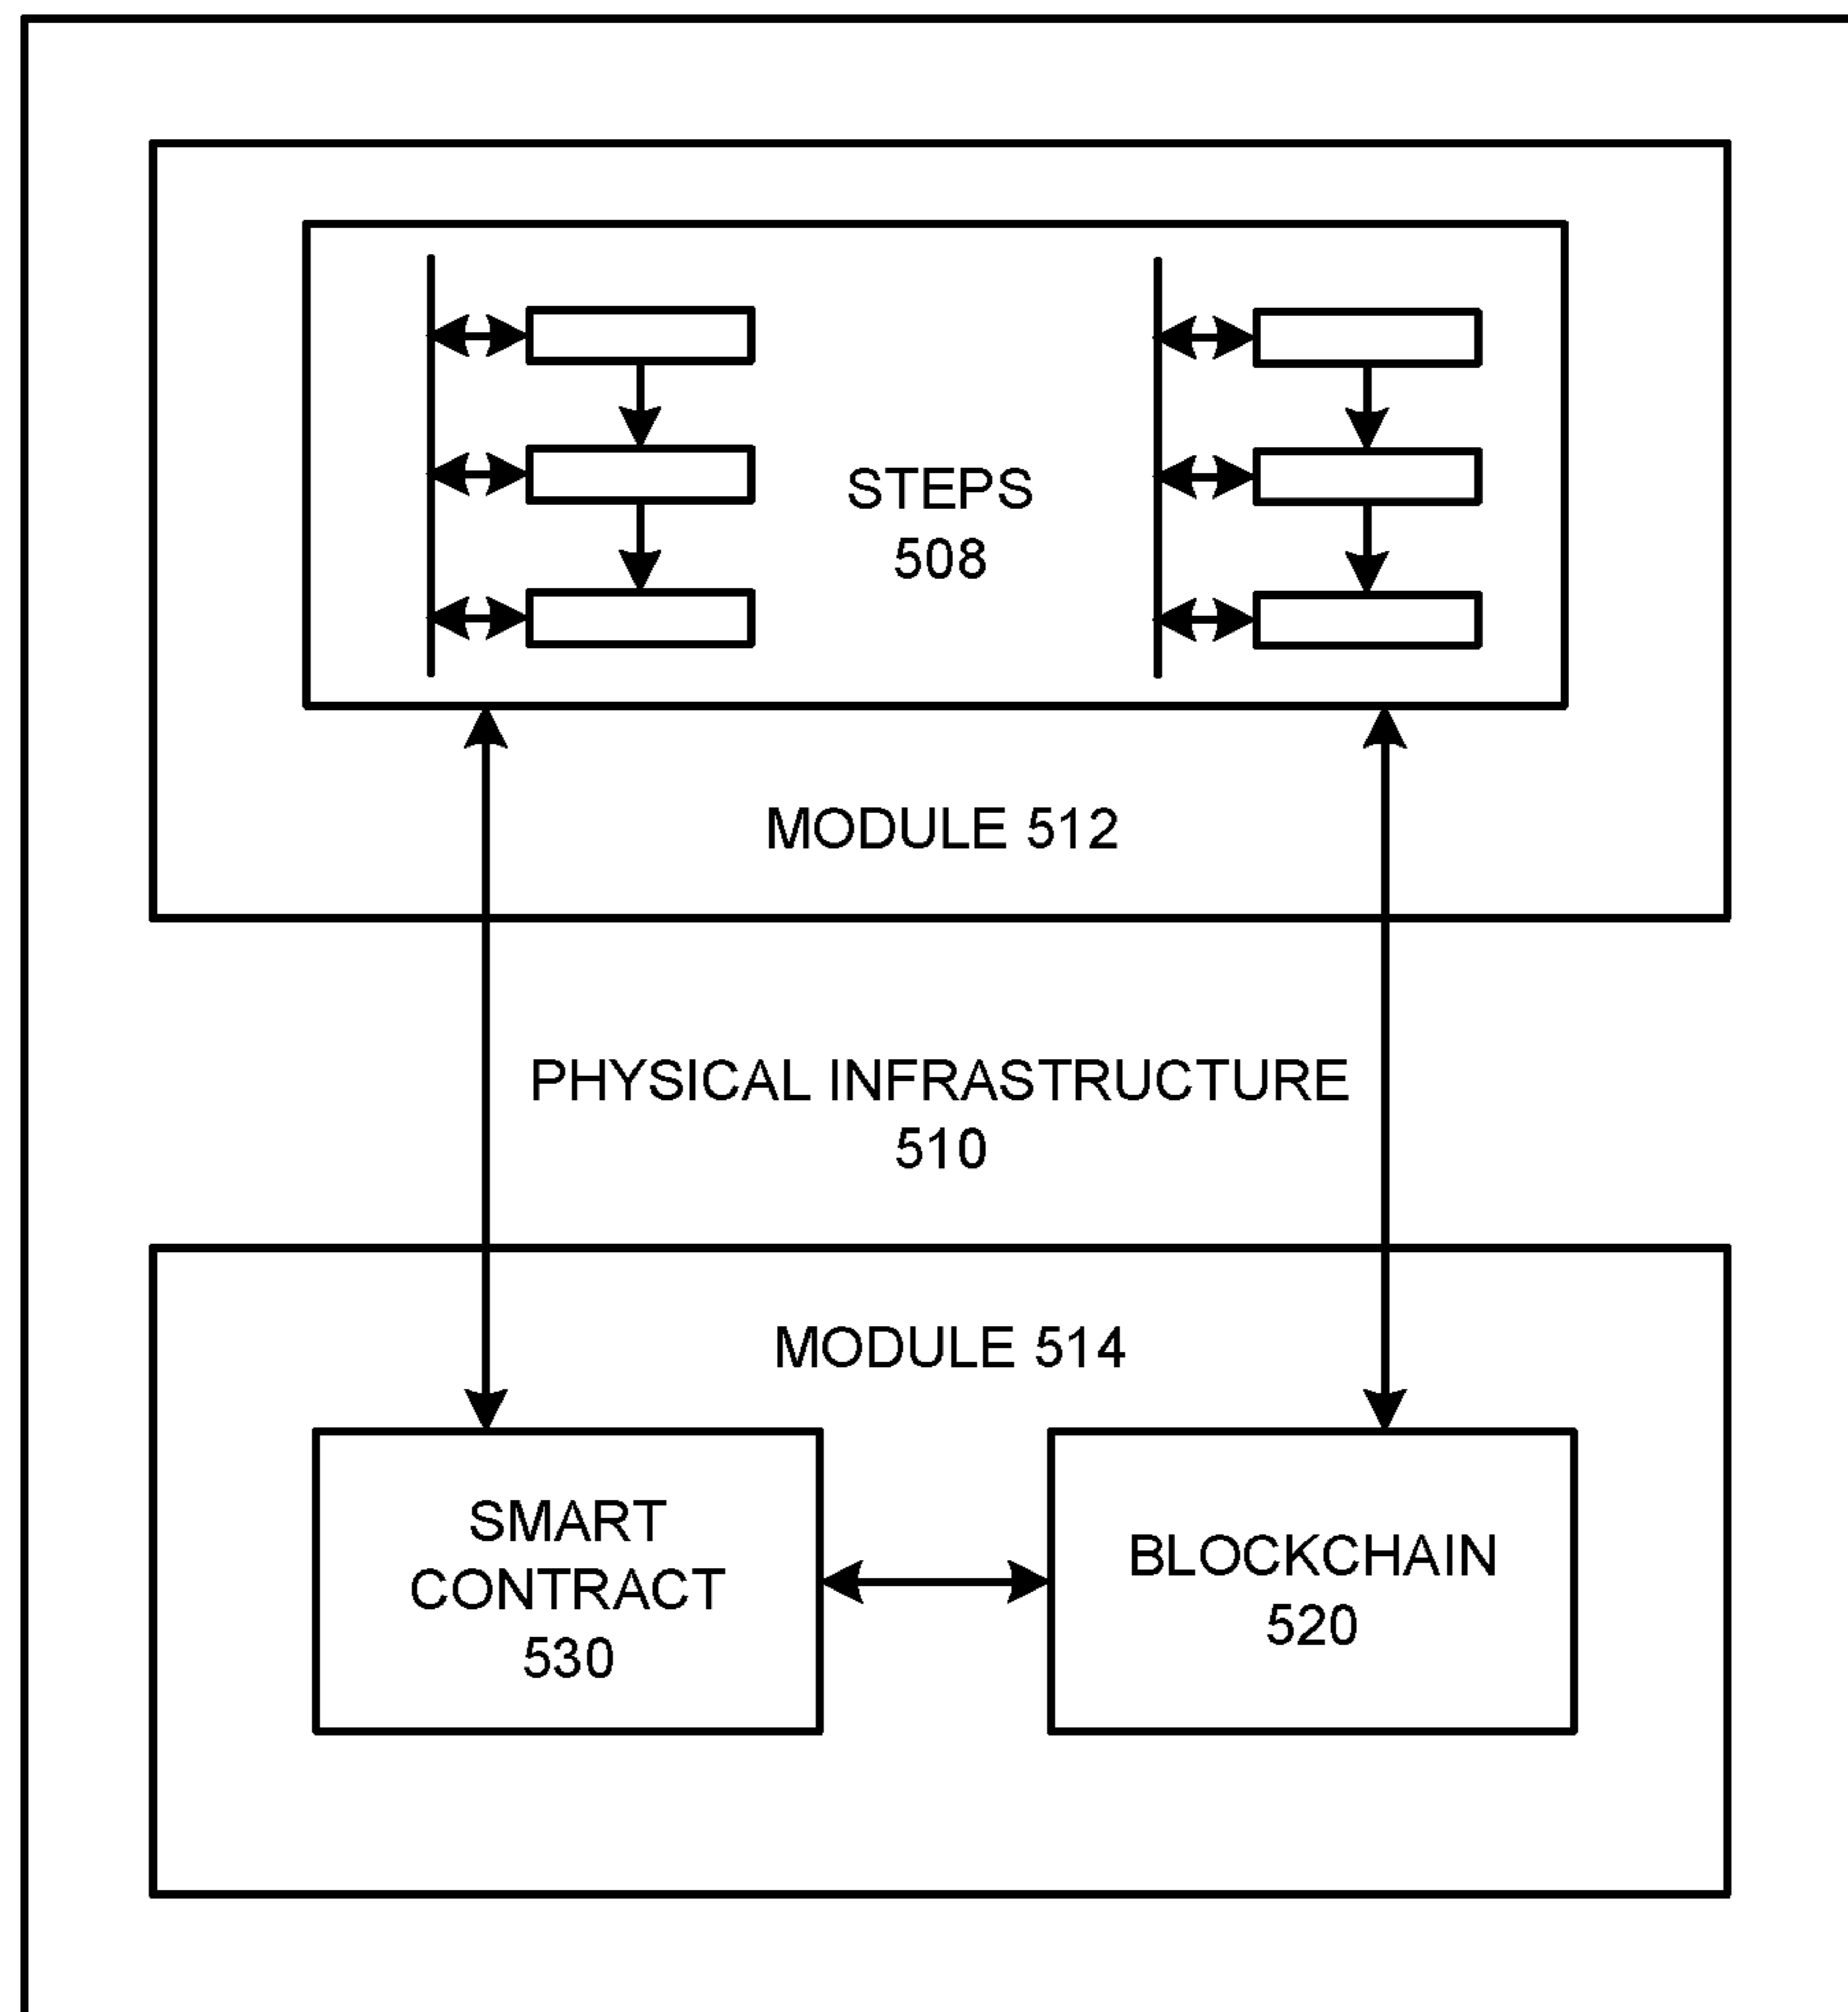 STEPS
508
MODULE 512
PHYSICAL INFRASTRUCTURE
510
MODULE 514
SMART
CONTRACT
530
BLOCKCHAIN
520